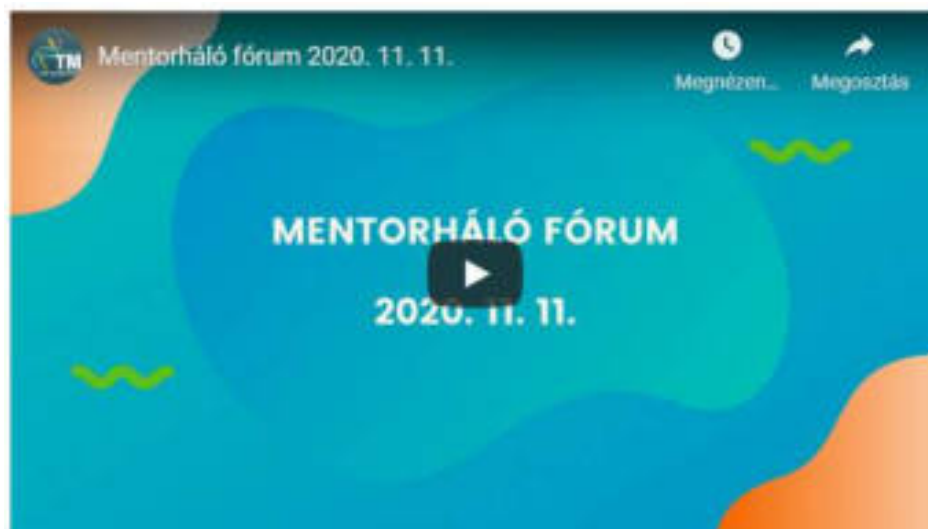 TM
Mentorháló fórum 2020. 11. 11.
Megnézen...
Megosztás
MENTORHÁLÓ FÓRUM
2020. 11. 11.